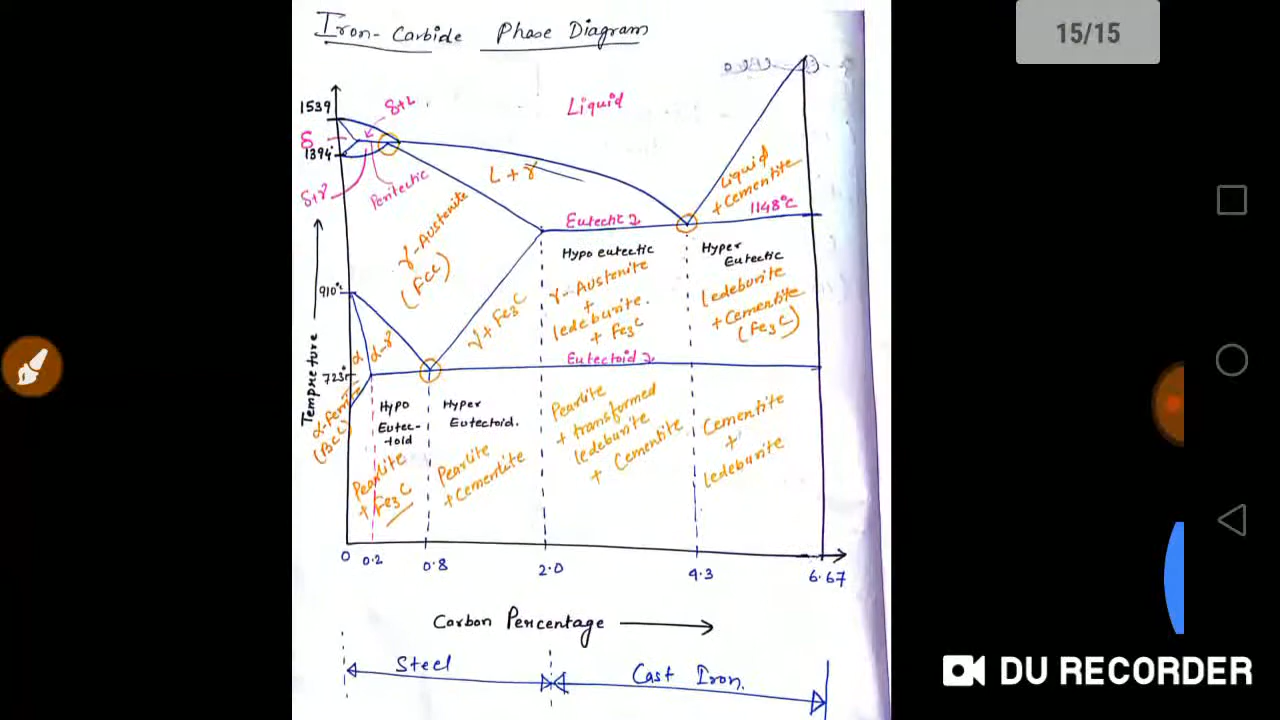 Iron-Carbide Phase Diagram
15/15
1539
δ+L
Liquid
δ
1394°
δ+γ
Peritectic
L + γ
Liquid
+ Cementite
1148°C
γ-Austenite
(FCC)
Hypo eutectic
γ-Austenite
+
ledeburite.
+ Fe3C
Hyper
Eutectic
ledeburite
+ Cementite
(Fe3C)
910°
γ + Fe3C
α
α-γ
723°
Tempreture
α-ferrite
(BCC)
Hypo
Eutec-
toid
Pearlite
+ Fe3C
Hyper
Eutectoid.
Pearlite
+ Cementite
Pearlite
+ transformed
ledeburite
+ Cementite
Cementite
+
ledeburite
0 0.2 0.8 2.0 4.3 6.67
Carbon Percentage
Steel
Cast Iron.
DU RECORDER